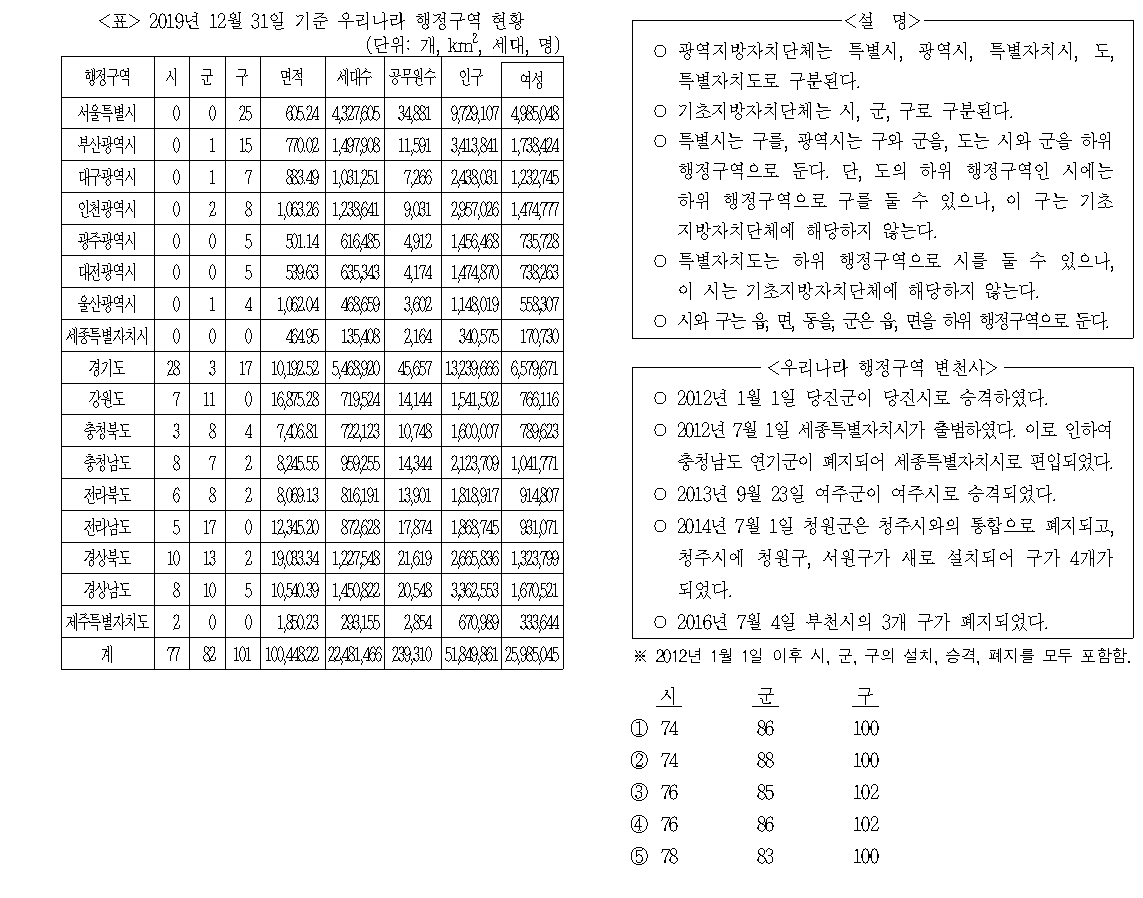 <표> 2019년 12월 31일 기준 우리나라 행정구역 현황
(단위: 개, km², 세대, 명)
행정구역 시 군 구 면적 세대수 공무원수 인구 여성
서울특별시 0 0 25 605.24 4,327,605 34,881 9,729,107 4,985,048
부산광역시 0 1 15 770.02 1,497,908 11,591 3,413,841 1,738,424
대구광역시 0 1 7 883.49 1,031,251 7,266 2,438,031 1,232,745
인천광역시 0 2 8 1,063.26 1,238,641 9,031 2,957,026 1,474,777
광주광역시 0 0 5 501.14 616,485 4,912 1,456,468 735,728
대전광역시 0 0 5 539.63 635,343 4,174 1,474,870 738,263
울산광역시 0 1 4 1,062.04 468,659 3,602 1,148,019 558,307
세종특별자치시 0 0 0 464.95 135,408 2,164 340,575 170,730
경기도 28 3 17 10,192.52 5,468,920 45,657 13,239,666 6,579,671
강원도 7 11 0 16,875.28 719,524 14,144 1,541,502 766,116
충청북도 3 8 4 7,406.81 722,123 10,748 1,600,007 789,623
충청남도 8 7 2 8,245.55 959,255 14,344 2,123,709 1,041,771
전라북도 6 8 2 8,069.13 816,191 13,901 1,818,917 914,807
전라남도 5 17 0 12,345.20 872,628 17,874 1,868,745 931,071
경상북도 10 13 2 19,033.34 1,227,548 21,619 2,665,836 1,323,799
경상남도 8 10 5 10,540.39 1,450,822 20,548 3,362,553 1,670,521
제주특별자치도 2 0 0 1,850.23 293,155 2,854 670,989 333,644
계 77 82 101 100,448.22 22,481,466 239,310 51,849,861 25,985,045
<설 명>
○ 광역지방자치단체는 특별시, 광역시, 특별자치시, 도,
특별자치도로 구분된다.
○ 기초지방자치단체는 시, 군, 구로 구분된다.
○ 특별시는 구를, 광역시는 구와 군을, 도는 시와 군을 하위
행정구역으로 둔다. 단, 도의 하위 행정구역인 시에는
하위 행정구역으로 구를 둘 수 있으나, 이 구는 기초
지방자치단체에 해당하지 않는다.
○ 특별자치도는 하위 행정구역으로 시를 둘 수 있으나,
이 시는 기초지방자치단체에 해당하지 않는다.
○ 시와 구는 읍, 면, 동을, 군은 읍, 면을 하위 행정구역으로 둔다.
<우리나라 행정구역 변천사>
○ 2012년 1월 1일 당진군이 당진시로 승격하였다.
○ 2012년 7월 1일 세종특별자치시가 출범하였다. 이로 인하여
충청남도 연기군이 폐지되어 세종특별자치시로 편입되었다.
○ 2013년 9월 23일 여주군이 여주시로 승격되었다.
○ 2014년 7월 1일 청원군은 청주시와의 통합으로 폐지되고,
청주시에 청원구, 서원구가 새로 설치되어 구가 4개가
되었다.
○ 2016년 7월 4일 부천시의 3개 구가 폐지되었다.
※ 2012년 1월 1일 이후 시, 군, 구의 설치, 승격, 폐지를 모두 포함함.
시 군 구
① 74 86 100
② 74 88 100
③ 76 85 102
④ 76 86 102
⑤ 78 83 100